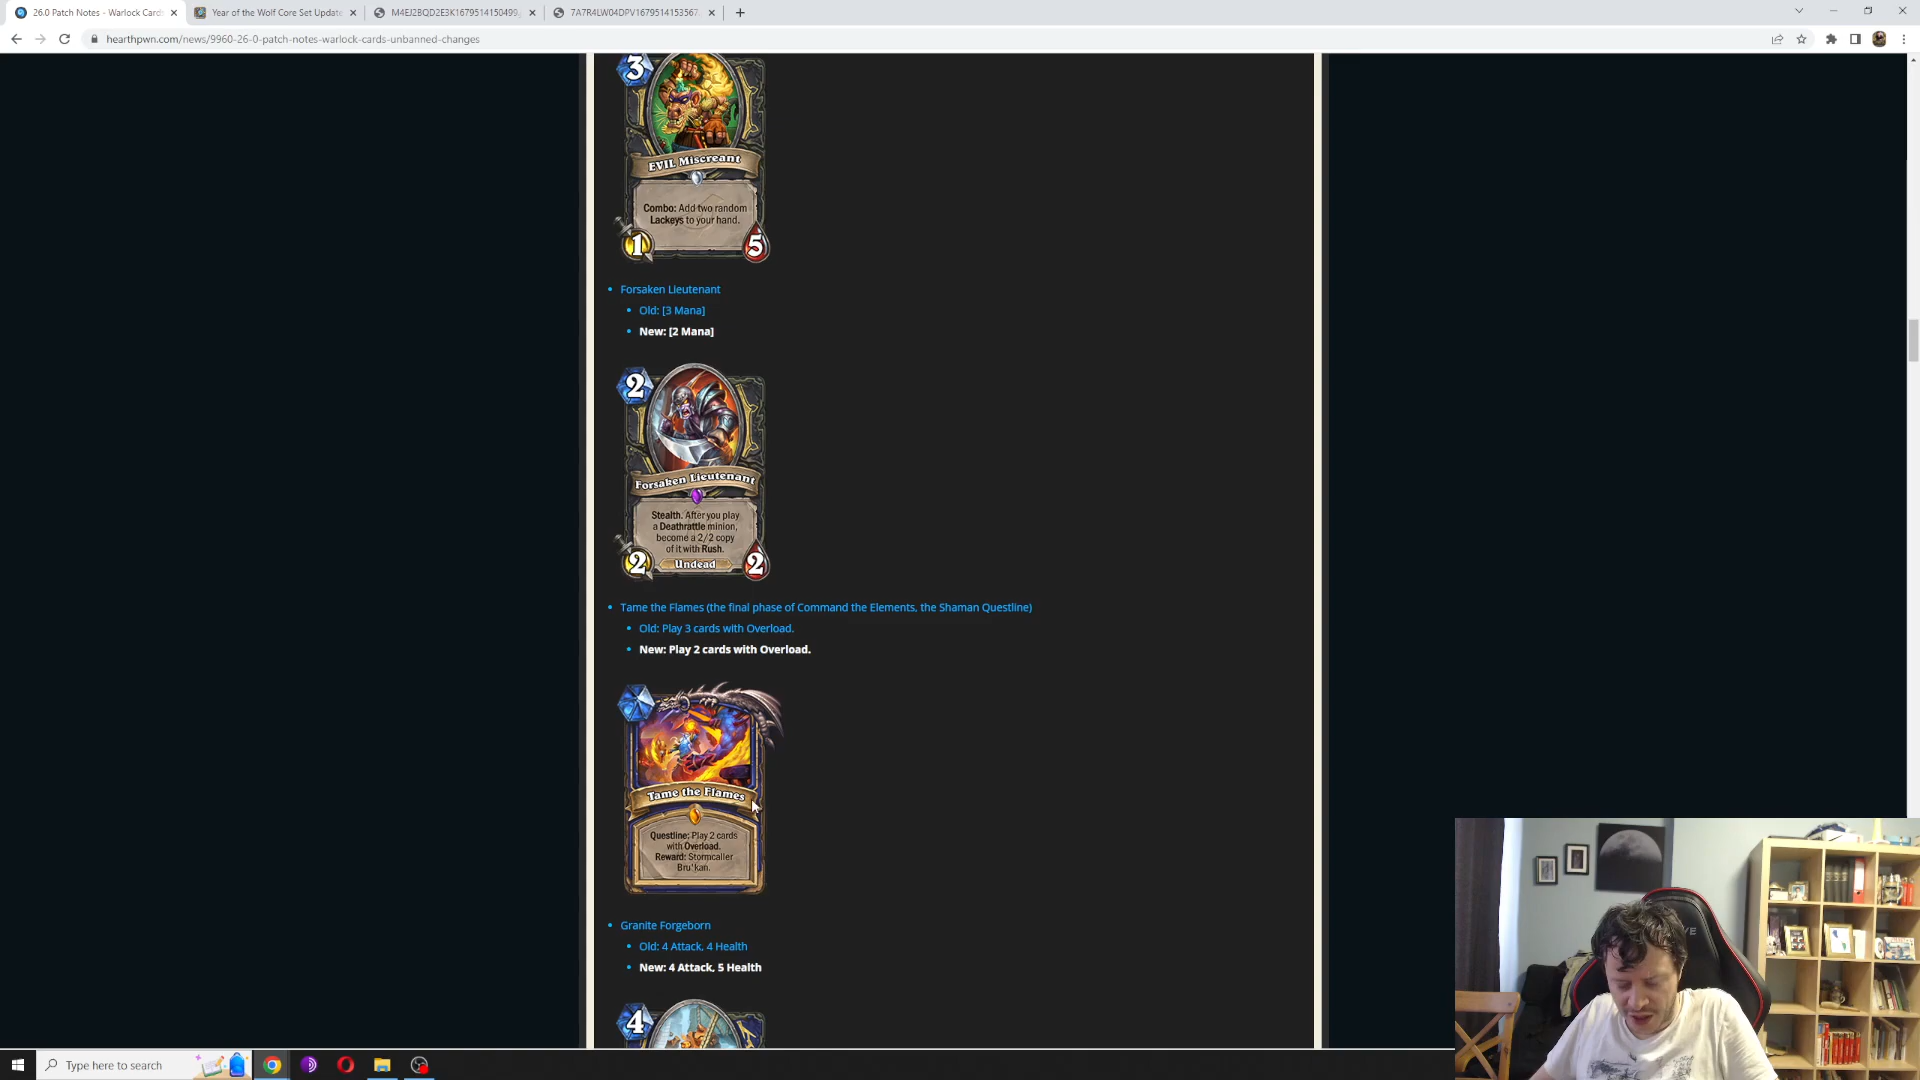 26.0 Patch Notes - Warlock Card
Year of the Wolf Core Set Update
M4EJ2BQD2E3K1679514150499
7A7R4LW04DPV1679514153567
hearthpwn.com/news/9960-26-0-patch-notes-warlock-cards-unbanned-changes
3
EVIL Miscreant
Combo: Add two random
Lackeys to your hand.
1
5
Forsaken Lieutenant
Old: [3 Mana]
New: [2 Mana]
2
Forsaken Lieutenant
Stealth. After you play
a Deathrattle minion,
become a 2/2 copy
of it with Rush.
2
Undead
2
Tame the Flames (the final phase of Command the Elements, the Shaman Questline)
Old: Play 3 cards with Overload.
New: Play 2 cards with Overload.
Tame the Flames
Questline: Play 2 cards
with Overload.
Reward: Stormcaller
Bru'kan.
Granite Forgeborn
Old: 4 Attack, 4 Health
New: 4 Attack, 5 Health
4
Type here to search